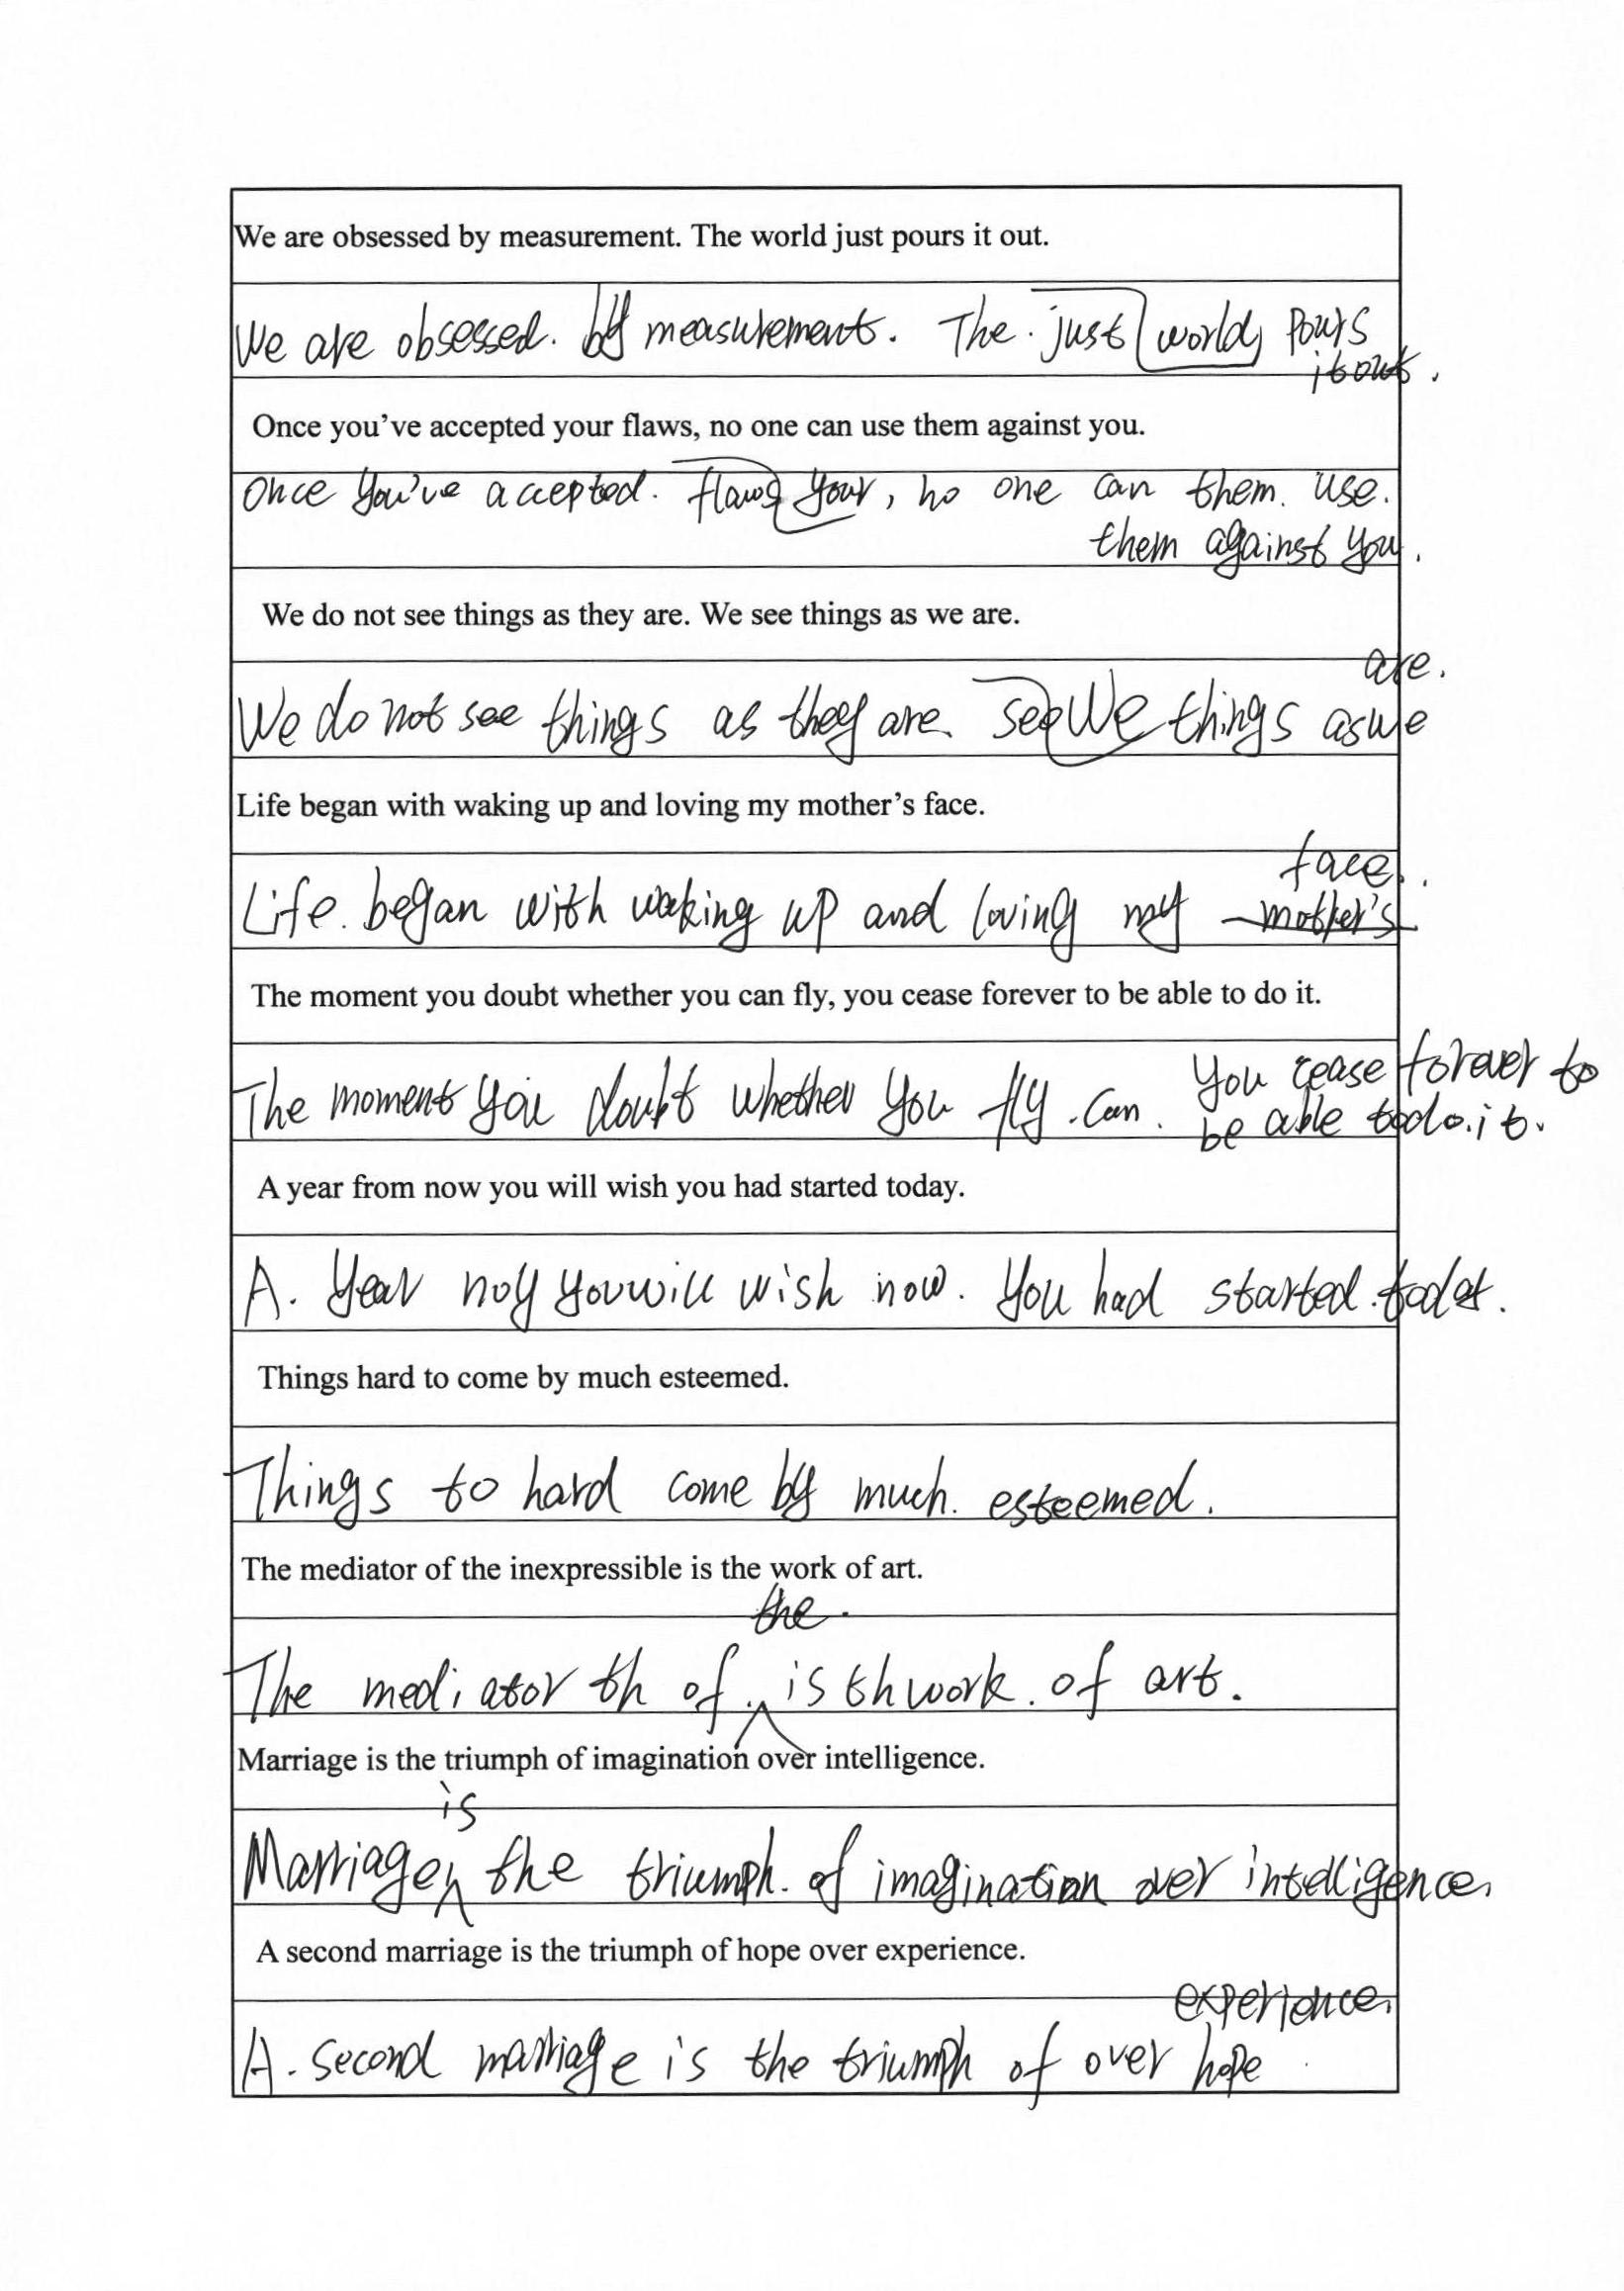 We are obsessed by measurement. The world just pours it out.
We are obsessed. by measurement. The. just world pours
it out.
Once you've accepted your flaws, no one can use them against you.
Once you've accepted. flaws your, no one can them. use.
them against you.
We do not see things as they are. We see things as we are.
are.
We do not see things as they are. see We things as we
Life began with waking up and loving my mother's face.
face.
Life. began with waking up and loving my mother's
The moment you doubt whether you can fly, you cease forever to be able to do it.
You cease forever to
The moment you doubt whether you fly. can. be able to do. it.
A year from now you will wish you had started today.
A. year you will wish now. you had started.
Things hard to come by much esteemed.
Things to hard come by much. esteemed.
The mediator of the inexpressible is the work of art.
the.
The mediator th of. is th work. of art.
Marriage is the triumph of imagination over intelligence.
is
Marriage the triumph. of imagination over intelligence.
A second marriage is the triumph of hope over experience.
experience.
A. second marriage is the triumph of over hope